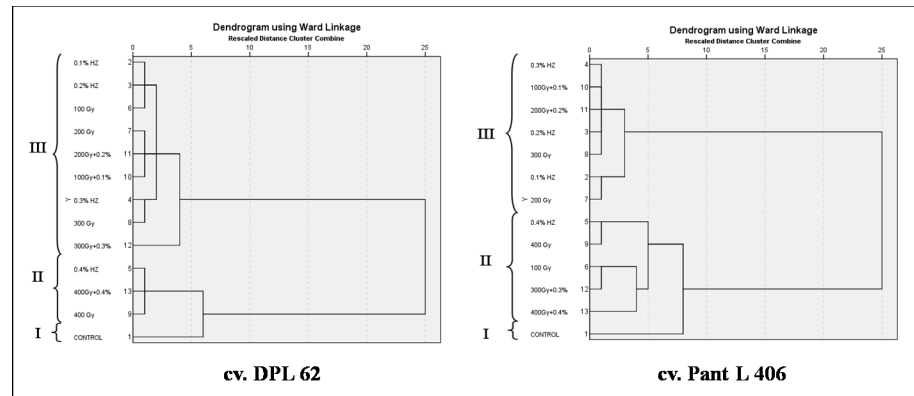 Dendrogram using Ward Linkage
Rescaled Distance Cluster Combine
0 5 10 15 20 25
III
0.1% HZ 2
0.2% HZ 3
100 Gy 6
200 Gy 7
200Gy+0.2% 11
100Gy+0.1% 10
Y 0.3% HZ 4
300 Gy 8
300Gy+0.3% 12
II
0.4% HZ 5
400Gy+0.4% 13
400 Gy 9
I
CONTROL 1
cv. DPL 62
Dendrogram using Ward Linkage
Rescaled Distance Cluster Combine
0 5 10 15 20 25
III
0.3% HZ 4
100Gy+0.1% 10
200Gy+0.2% 11
0.2% HZ 3
300 Gy 8
0.1% HZ 2
Y 200 Gy 7
II
0.4% HZ 5
400 Gy 9
100 Gy 6
300Gy+0.3% 12
400Gy+0.4% 13
I
CONTROL 1
cv. Pant L 406